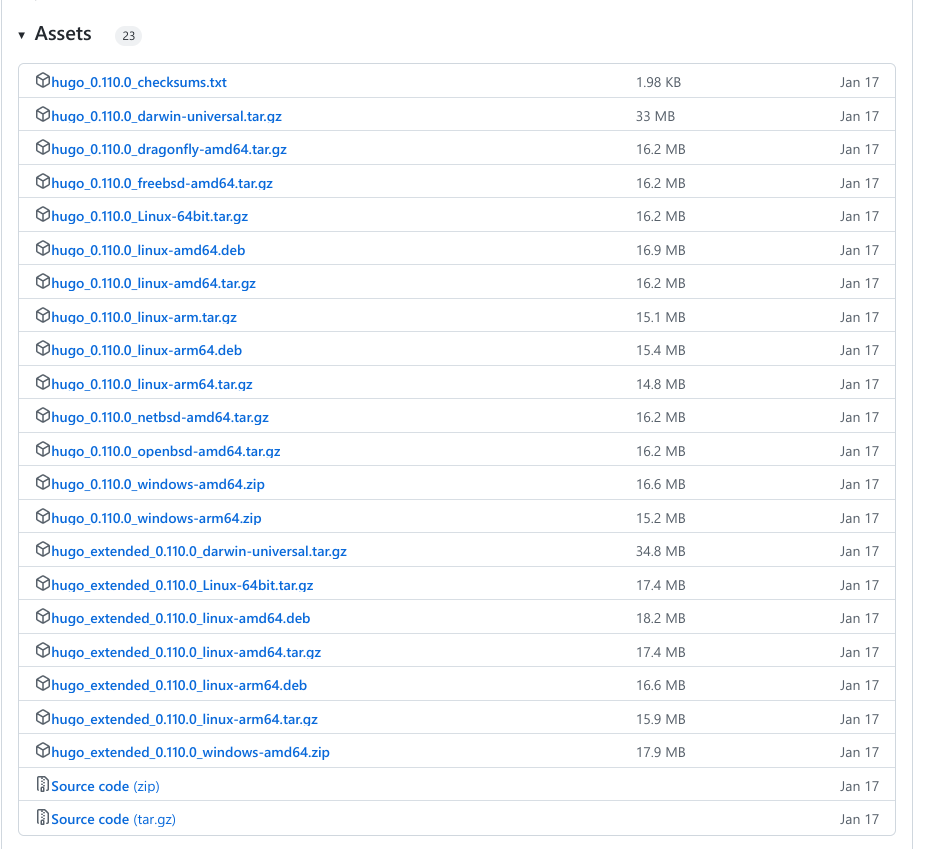 Assets 23
hugo_0.110.0_checksums.txt 1.98 KB Jan 17
hugo_0.110.0_darwin-universal.tar.gz 33 MB Jan 17
hugo_0.110.0_dragonfly-amd64.tar.gz 16.2 MB Jan 17
hugo_0.110.0_freebsd-amd64.tar.gz 16.2 MB Jan 17
hugo_0.110.0_Linux-64bit.tar.gz 16.2 MB Jan 17
hugo_0.110.0_linux-amd64.deb 16.9 MB Jan 17
hugo_0.110.0_linux-amd64.tar.gz 16.2 MB Jan 17
hugo_0.110.0_linux-arm.tar.gz 15.1 MB Jan 17
hugo_0.110.0_linux-arm64.deb 15.4 MB Jan 17
hugo_0.110.0_linux-arm64.tar.gz 14.8 MB Jan 17
hugo_0.110.0_netbsd-amd64.tar.gz 16.2 MB Jan 17
hugo_0.110.0_openbsd-amd64.tar.gz 16.2 MB Jan 17
hugo_0.110.0_windows-amd64.zip 16.6 MB Jan 17
hugo_0.110.0_windows-arm64.zip 15.2 MB Jan 17
hugo_extended_0.110.0_darwin-universal.tar.gz 34.8 MB Jan 17
hugo_extended_0.110.0_Linux-64bit.tar.gz 17.4 MB Jan 17
hugo_extended_0.110.0_linux-amd64.deb 18.2 MB Jan 17
hugo_extended_0.110.0_linux-amd64.tar.gz 17.4 MB Jan 17
hugo_extended_0.110.0_linux-arm64.deb 16.6 MB Jan 17
hugo_extended_0.110.0_linux-arm64.tar.gz 15.9 MB Jan 17
hugo_extended_0.110.0_windows-amd64.zip 17.9 MB Jan 17
Source code (zip) Jan 17
Source code (tar.gz) Jan 17